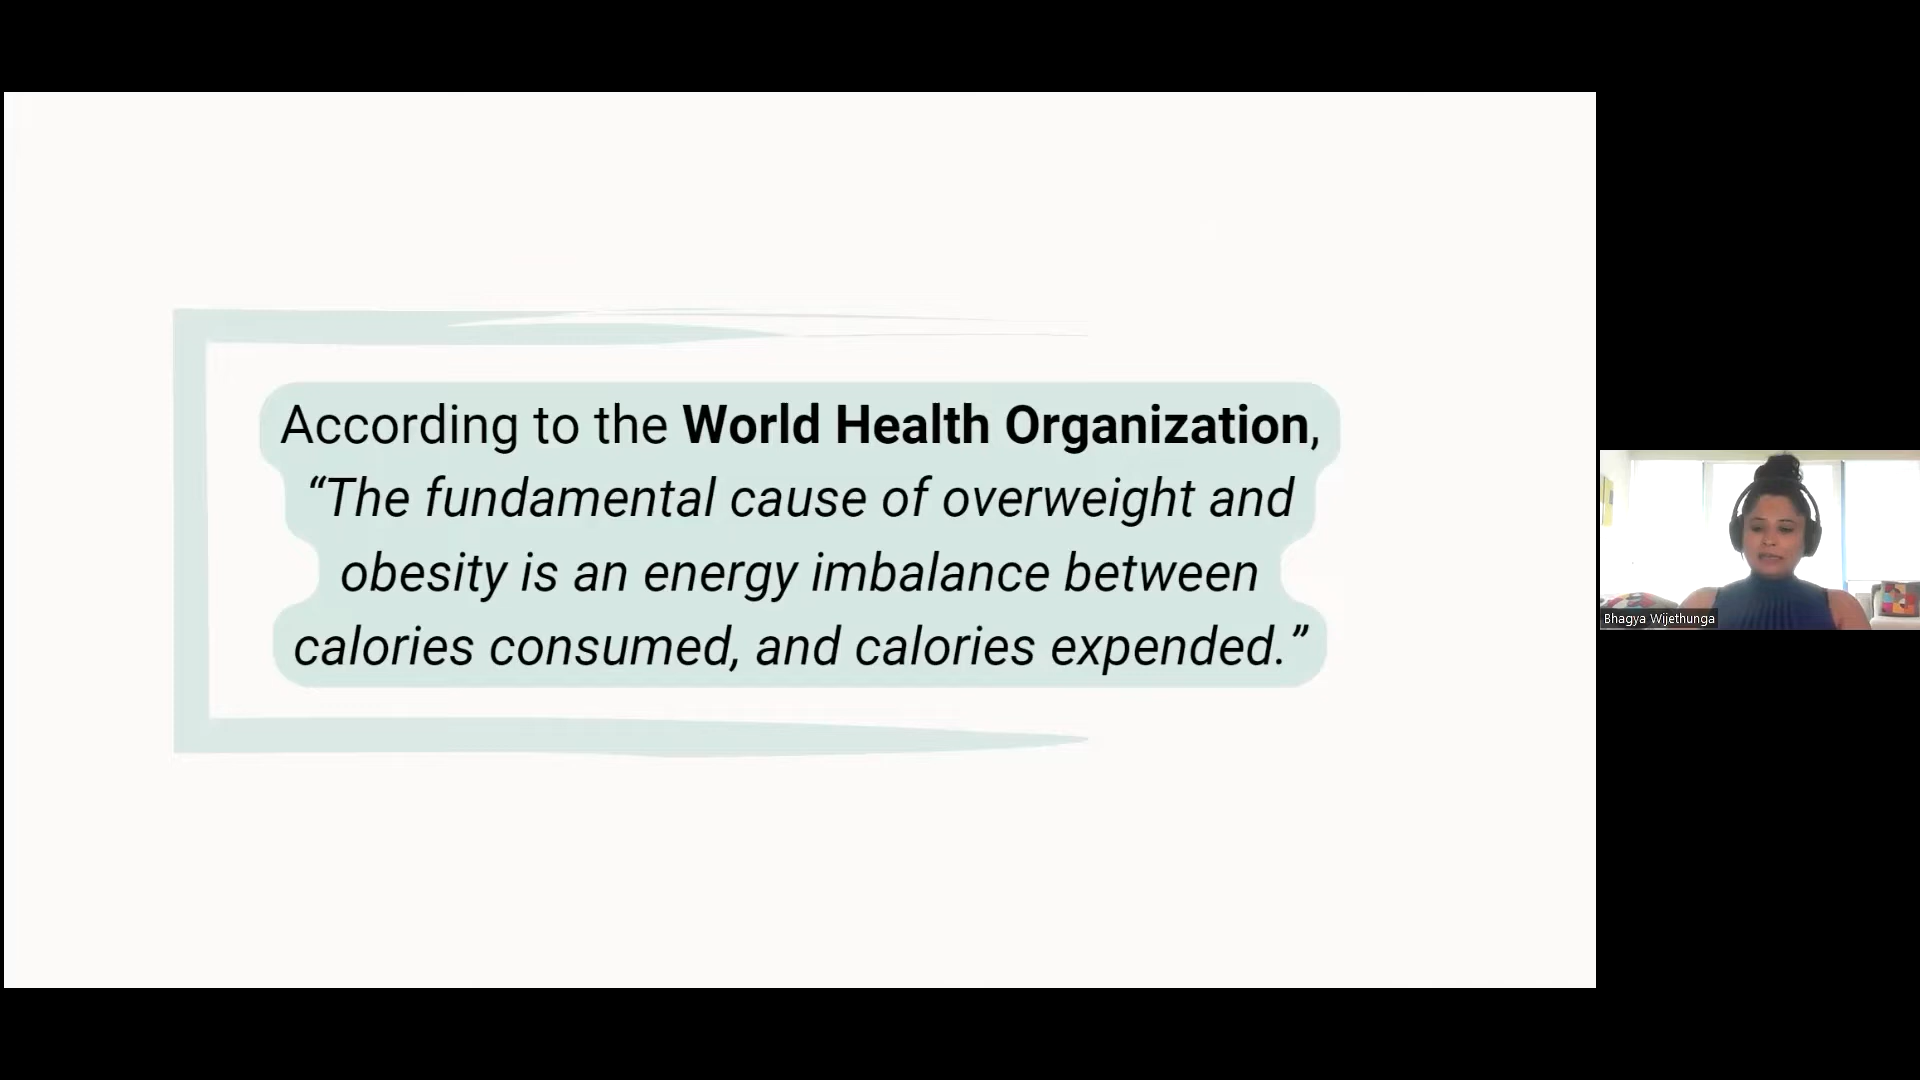 According to the World Health Organization,
“The fundamental cause of overweight and
obesity is an energy imbalance between
calories consumed, and calories expended.”
Bhagya Wijethunga